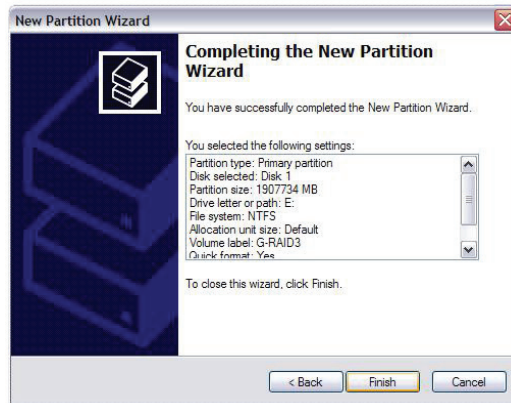 New Partition Wizard
Completing the New Partition
Wizard
You have successfully completed the New Partition Wizard.
You selected the following settings:
Partition type: Primary partition
Disk selected: Disk 1
Partition size: 1907734 MB
Drive letter or path: E:
File system: NTFS
Allocation unit size: Default
Volume label: G-RAID3
Quick format: Yes
To close this wizard, click Finish.
< Back
Finish
Cancel